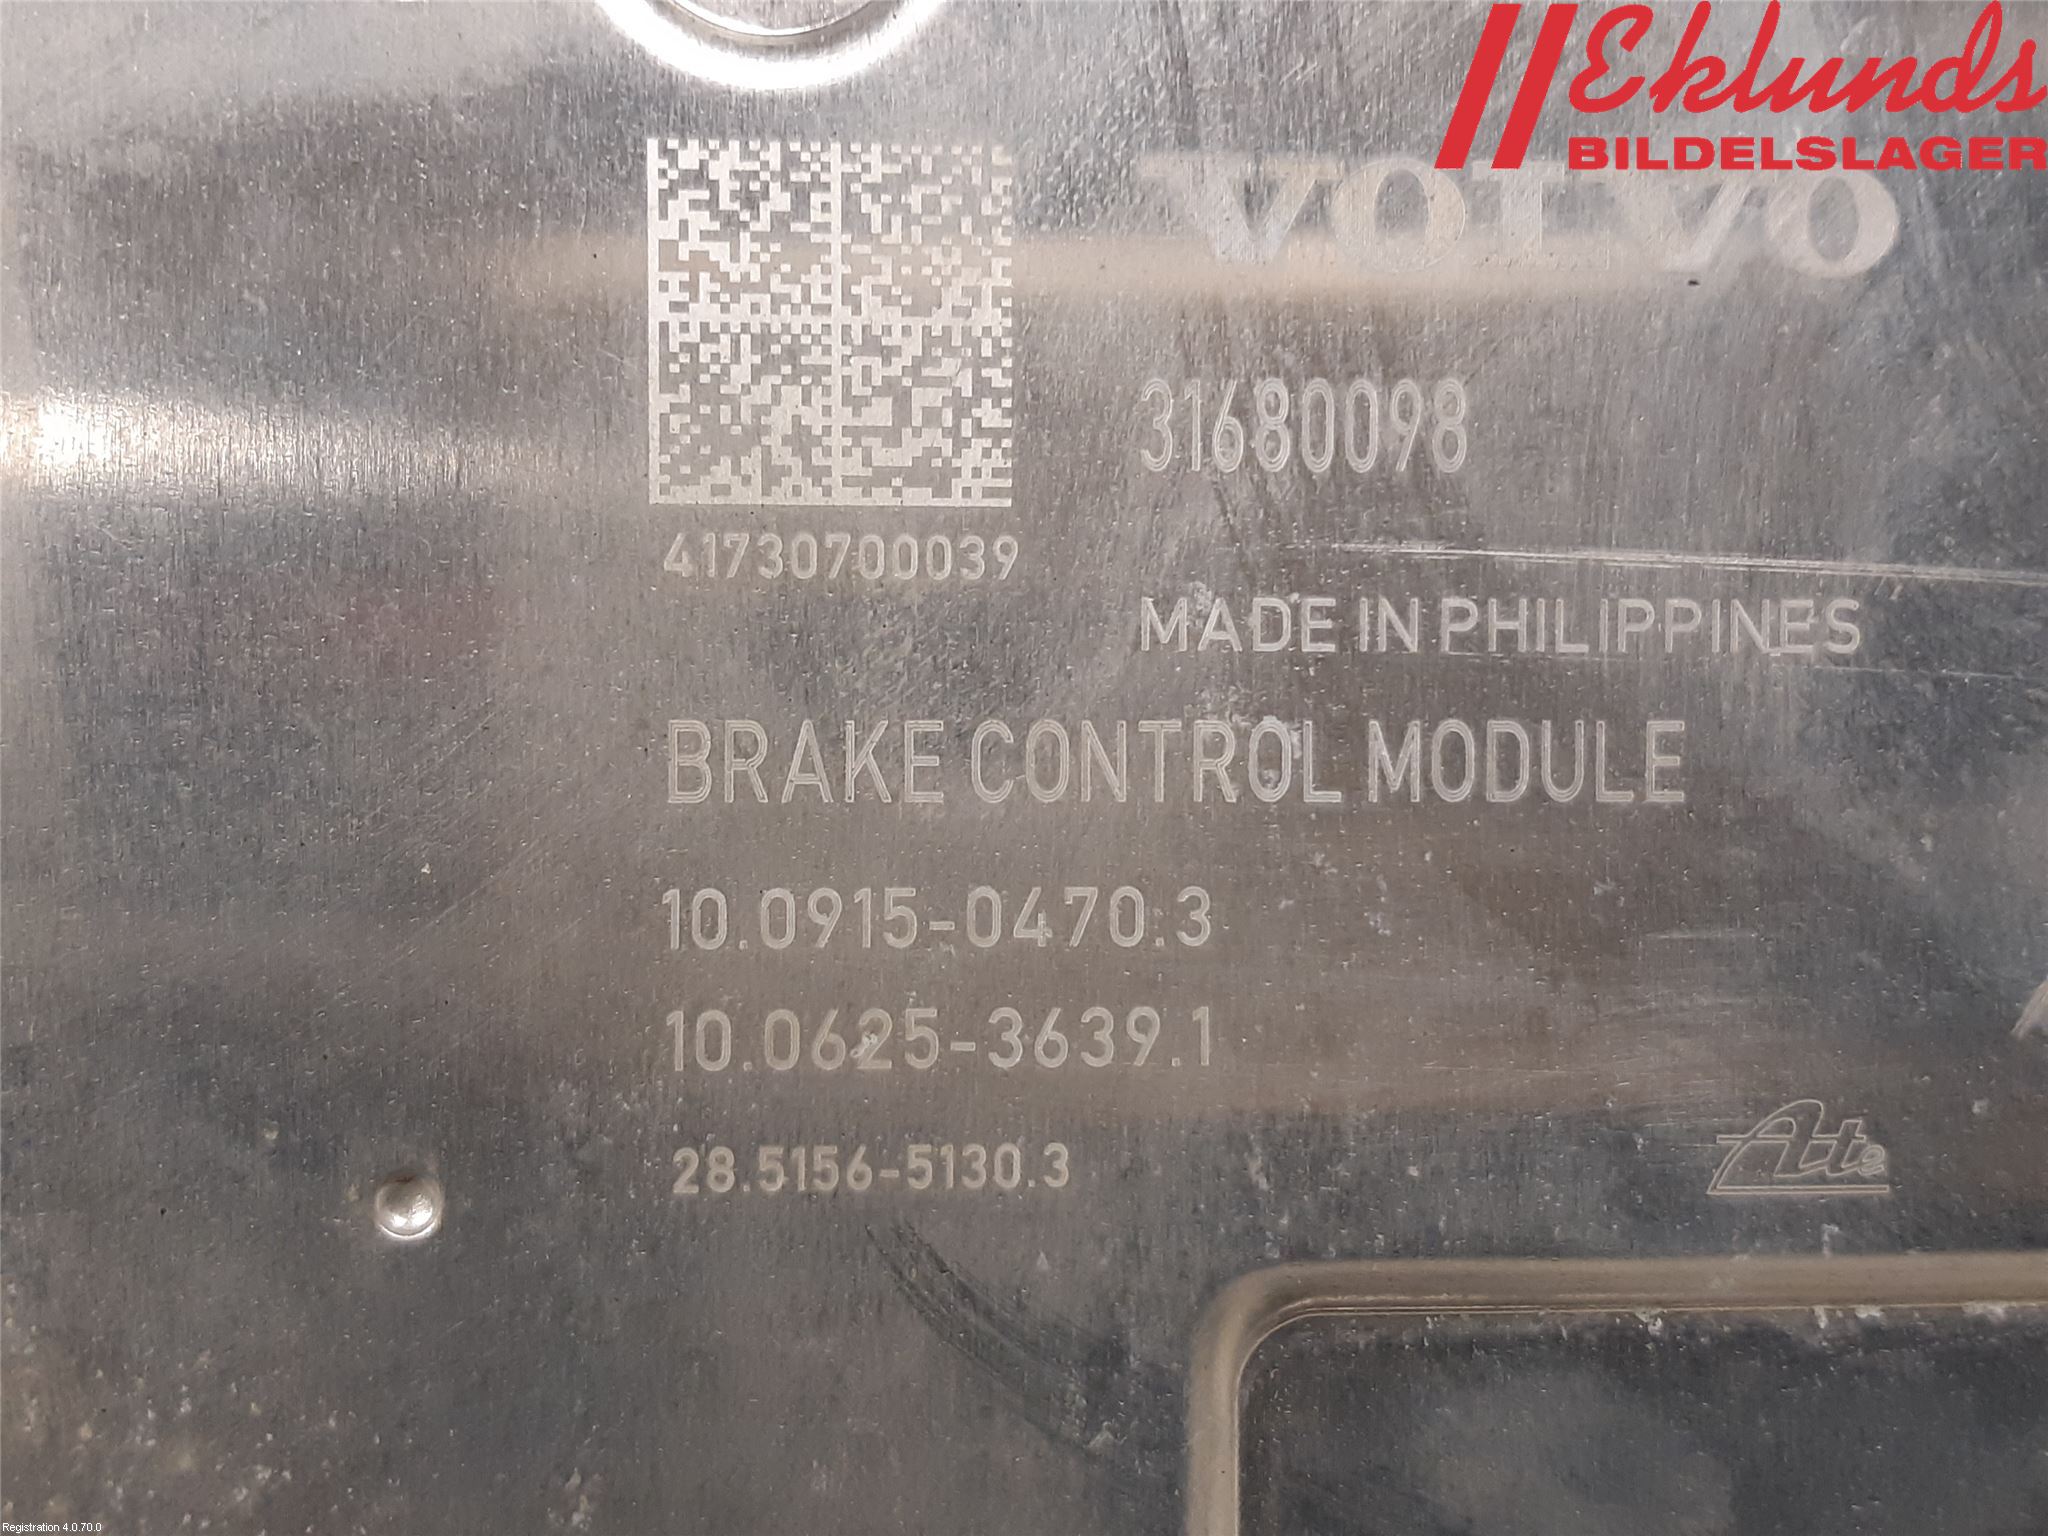 Eklunds
BILDELSLAGER
VOLVO
31680098
41730700039
MADE IN PHILIPPINES
BRAKE CONTROL MODULE
10.0915-0470.3
10.0625-3639.1
28.5156-5130.3
Ate
Registration 4.0.70.0